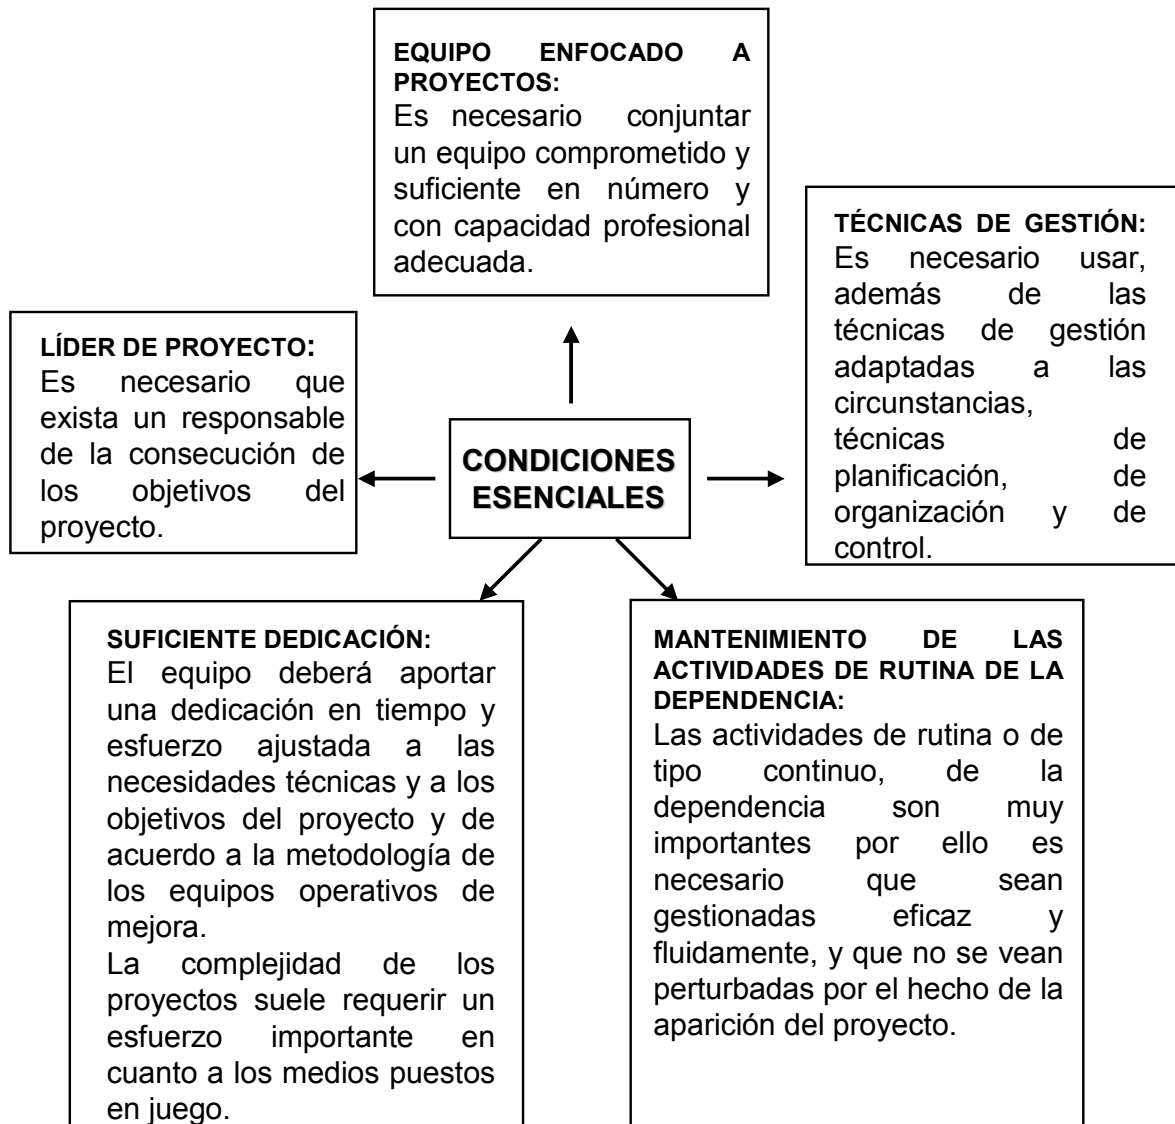 EQUIPO ENFOCADO A
PROYECTOS:
Es necesario conjuntar
un equipo comprometido y
suficiente en número y
con capacidad profesional
adecuada.
TÉCNICAS DE GESTIÓN:
Es necesario usar,
además de las
técnicas de gestión
adaptadas a las
circunstancias,
técnicas de
planificación, de
organización y de
control.
LÍDER DE PROYECTO:
Es necesario que
exista un responsable
de la consecución de
los objetivos del
proyecto.
CONDICIONES
ESENCIALES
SUFICIENTE DEDICACIÓN:
El equipo deberá aportar
una dedicación en tiempo y
esfuerzo ajustada a las
necesidades técnicas y a los
objetivos del proyecto y de
acuerdo a la metodología de
los equipos operativos de
mejora.
La complejidad de los
proyectos suele requerir un
esfuerzo importante en
cuanto a los medios puestos
en juego.
MANTENIMIENTO DE LAS
ACTIVIDADES DE RUTINA DE LA
DEPENDENCIA:
Las actividades de rutina o de
tipo continuo, de la
dependencia son muy
importantes por ello es
necesario que sean
gestionadas eficaz y
fluidamente, y que no se vean
perturbadas por el hecho de la
aparición del proyecto.